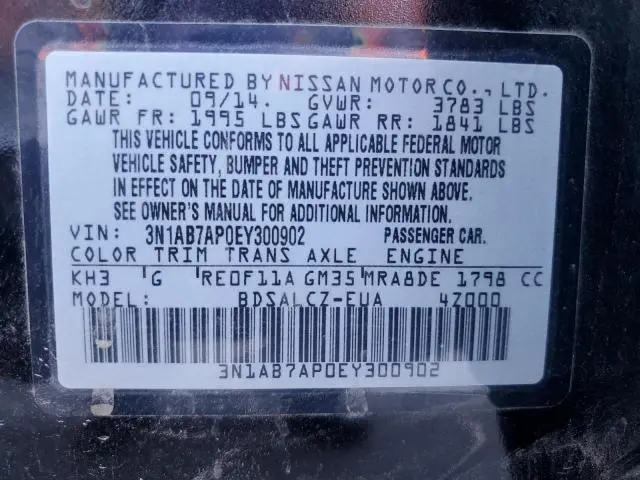 MANUFACTURED BY NISSAN MOTOR CO., LTD.
DATE: 09/14. GVWR: 3783 LBS
GAWR FR: 1995 LBS GAWR RR: 1841 LBS
THIS VEHICLE CONFORMS TO ALL APPLICABLE FEDERAL MOTOR
VEHICLE SAFETY, BUMPER AND THEFT PREVENTION STANDARDS
IN EFFECT ON THE DATE OF MANUFACTURE SHOWN ABOVE.
SEE OWNER'S MANUAL FOR ADDITIONAL INFORMATION.
VIN: 3N1AB7AP0EY300902 PASSENGER CAR.
COLOR TRIM TRANS AXLE ENGINE
KH3 G RE0F11A GM35 MRA8DE 1798 CC
MODEL: BDSALCZ-EUA 4Z000
3N1AB7AP0EY300902